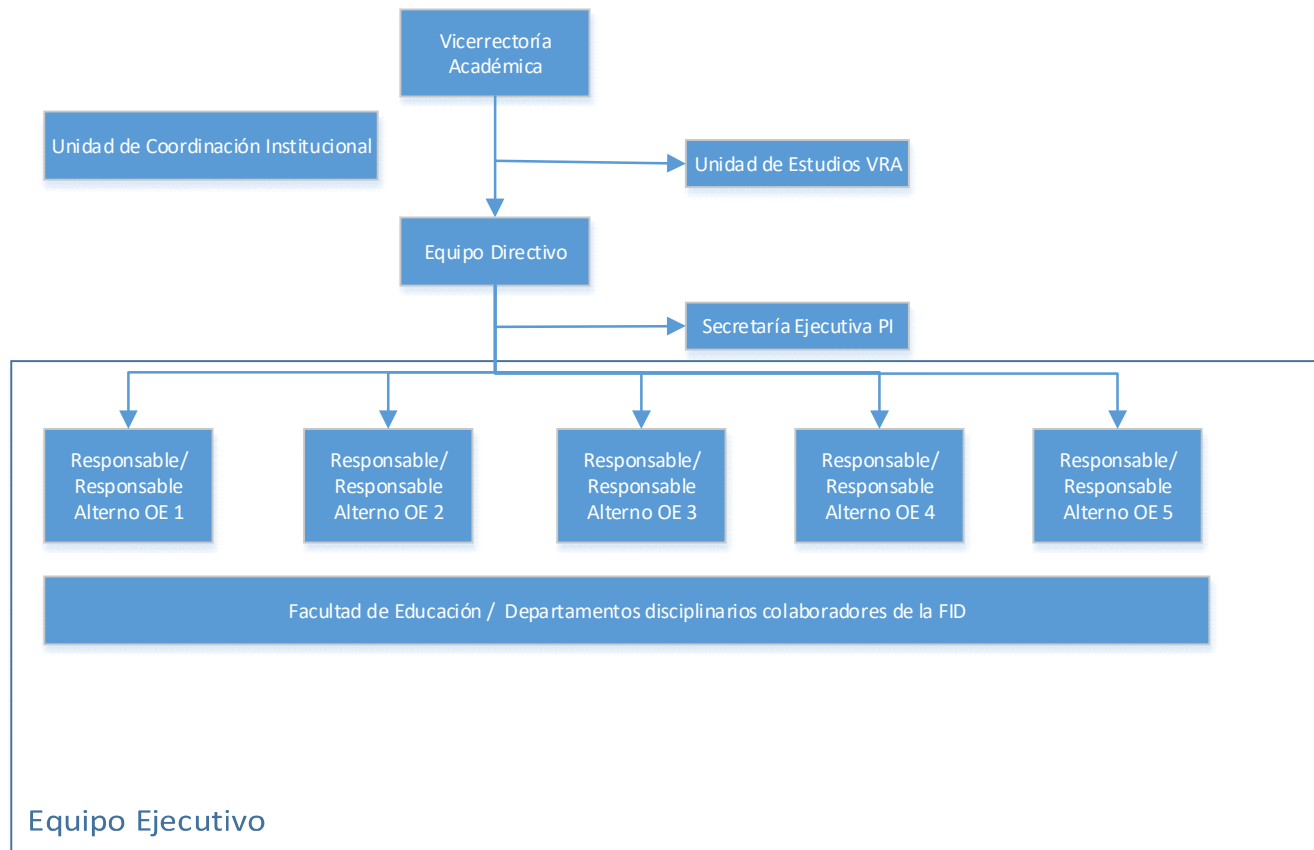 Vicerrectoría
Académica
Unidad de Coordinación Institucional
Unidad de Estudios VRA
Equipo Directivo
Secretaría Ejecutiva PI
Responsable/
Responsable
Alterno OE 1
Responsable/
Responsable
Alterno OE 2
Responsable/
Responsable
Alterno OE 3
Responsable/
Responsable
Alterno OE 4
Responsable/
Responsable
Alterno OE 5
Facultad de Educación / Departamentos disciplinarios colaboradores de la FID
Equipo Ejecutivo